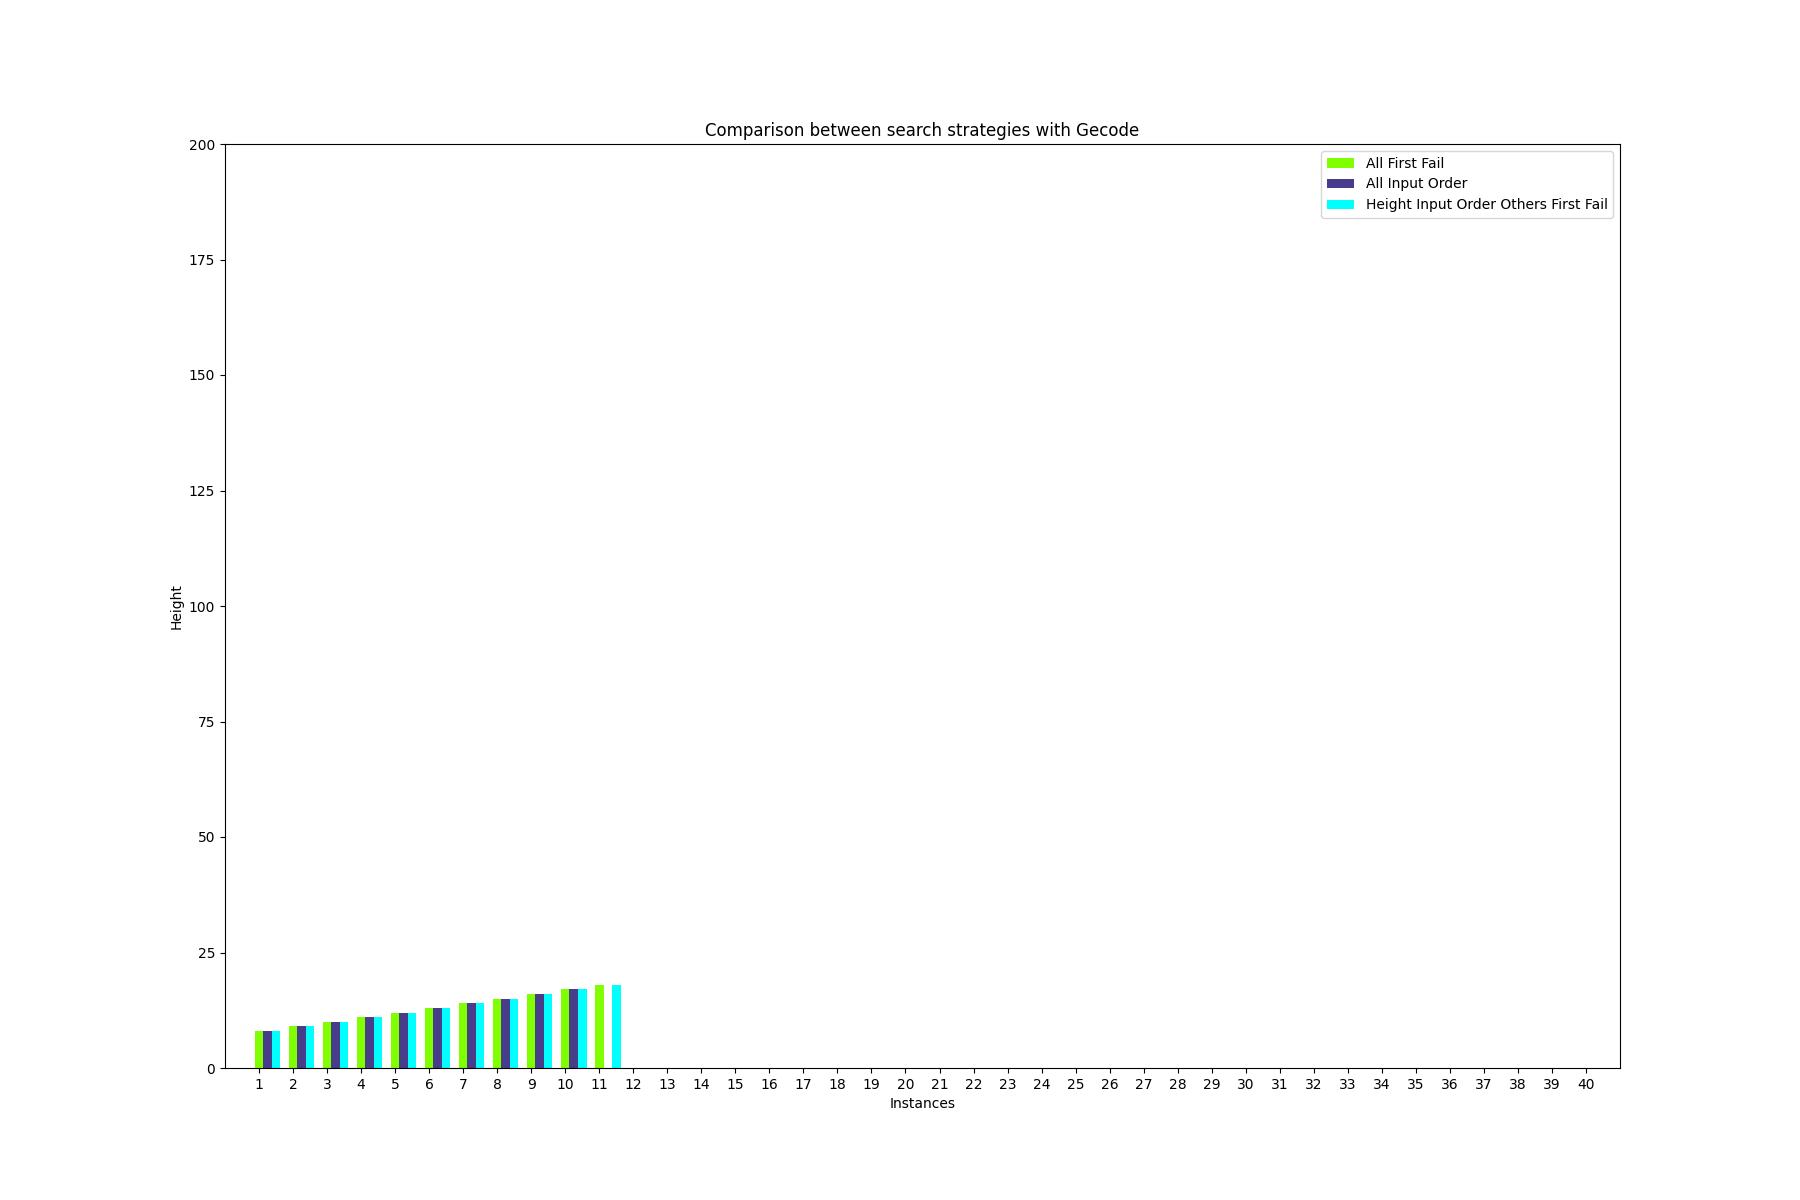 Comparison between search strategies with Gecode
All First Fail
All Input Order
Height Input Order Others First Fail
200
175
150
125
100
75
50
25
0
Height
1 2 3 4 5 6 7 8 9 10 11 12 13 14 15 16 17 18 19 20 21 22 23 24 25 26 27 28 29 30 31 32 33 34 35 36 37 38 39 40
Instances